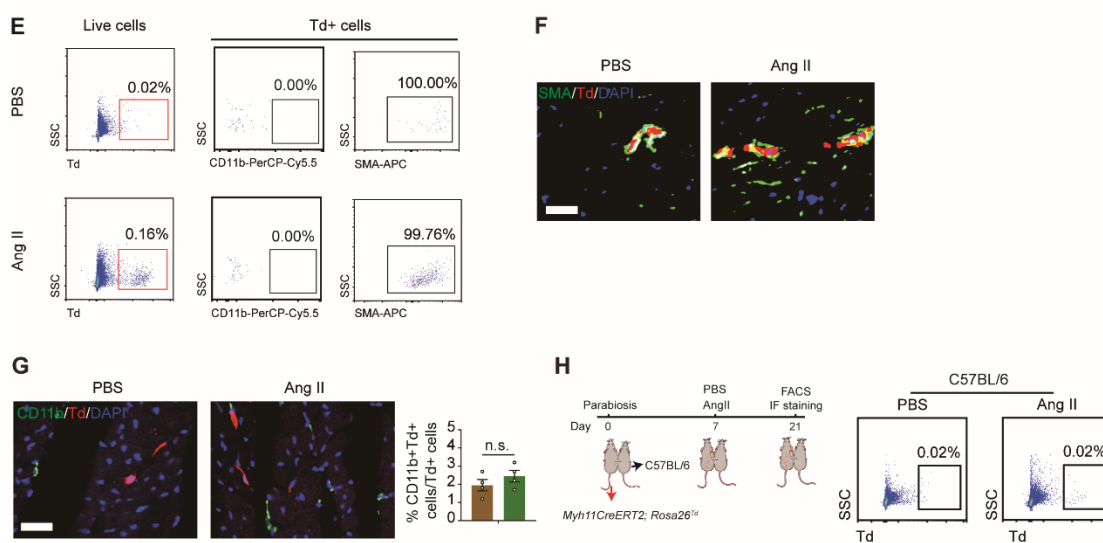 E
Live cells
Td+ cells
PBS
0.02%
0.00%
100.00%
SSC
SSC
SSC
Td
CD11b-PerCP-Cy5.5
SMA-APC
Ang II
0.16%
0.00%
99.76%
SSC
SSC
SSC
Td
CD11b-PerCP-Cy5.5
SMA-APC
F
PBS
Ang II
SMA/Td/DAPI
G
PBS
Ang II
CD11b/Td/DAPI
% CD11b+Td+
cells/Td+ cells
n.s.
5
4
3
2
1
0
H
PBS
FACS
Parabiosis
AngII
IF staining
Day
0
7
21
C57BL/6
Myh11CreERT2; Rosa26Td
C57BL/6
PBS
Ang II
0.02%
0.02%
SSC
SSC
Td
Td